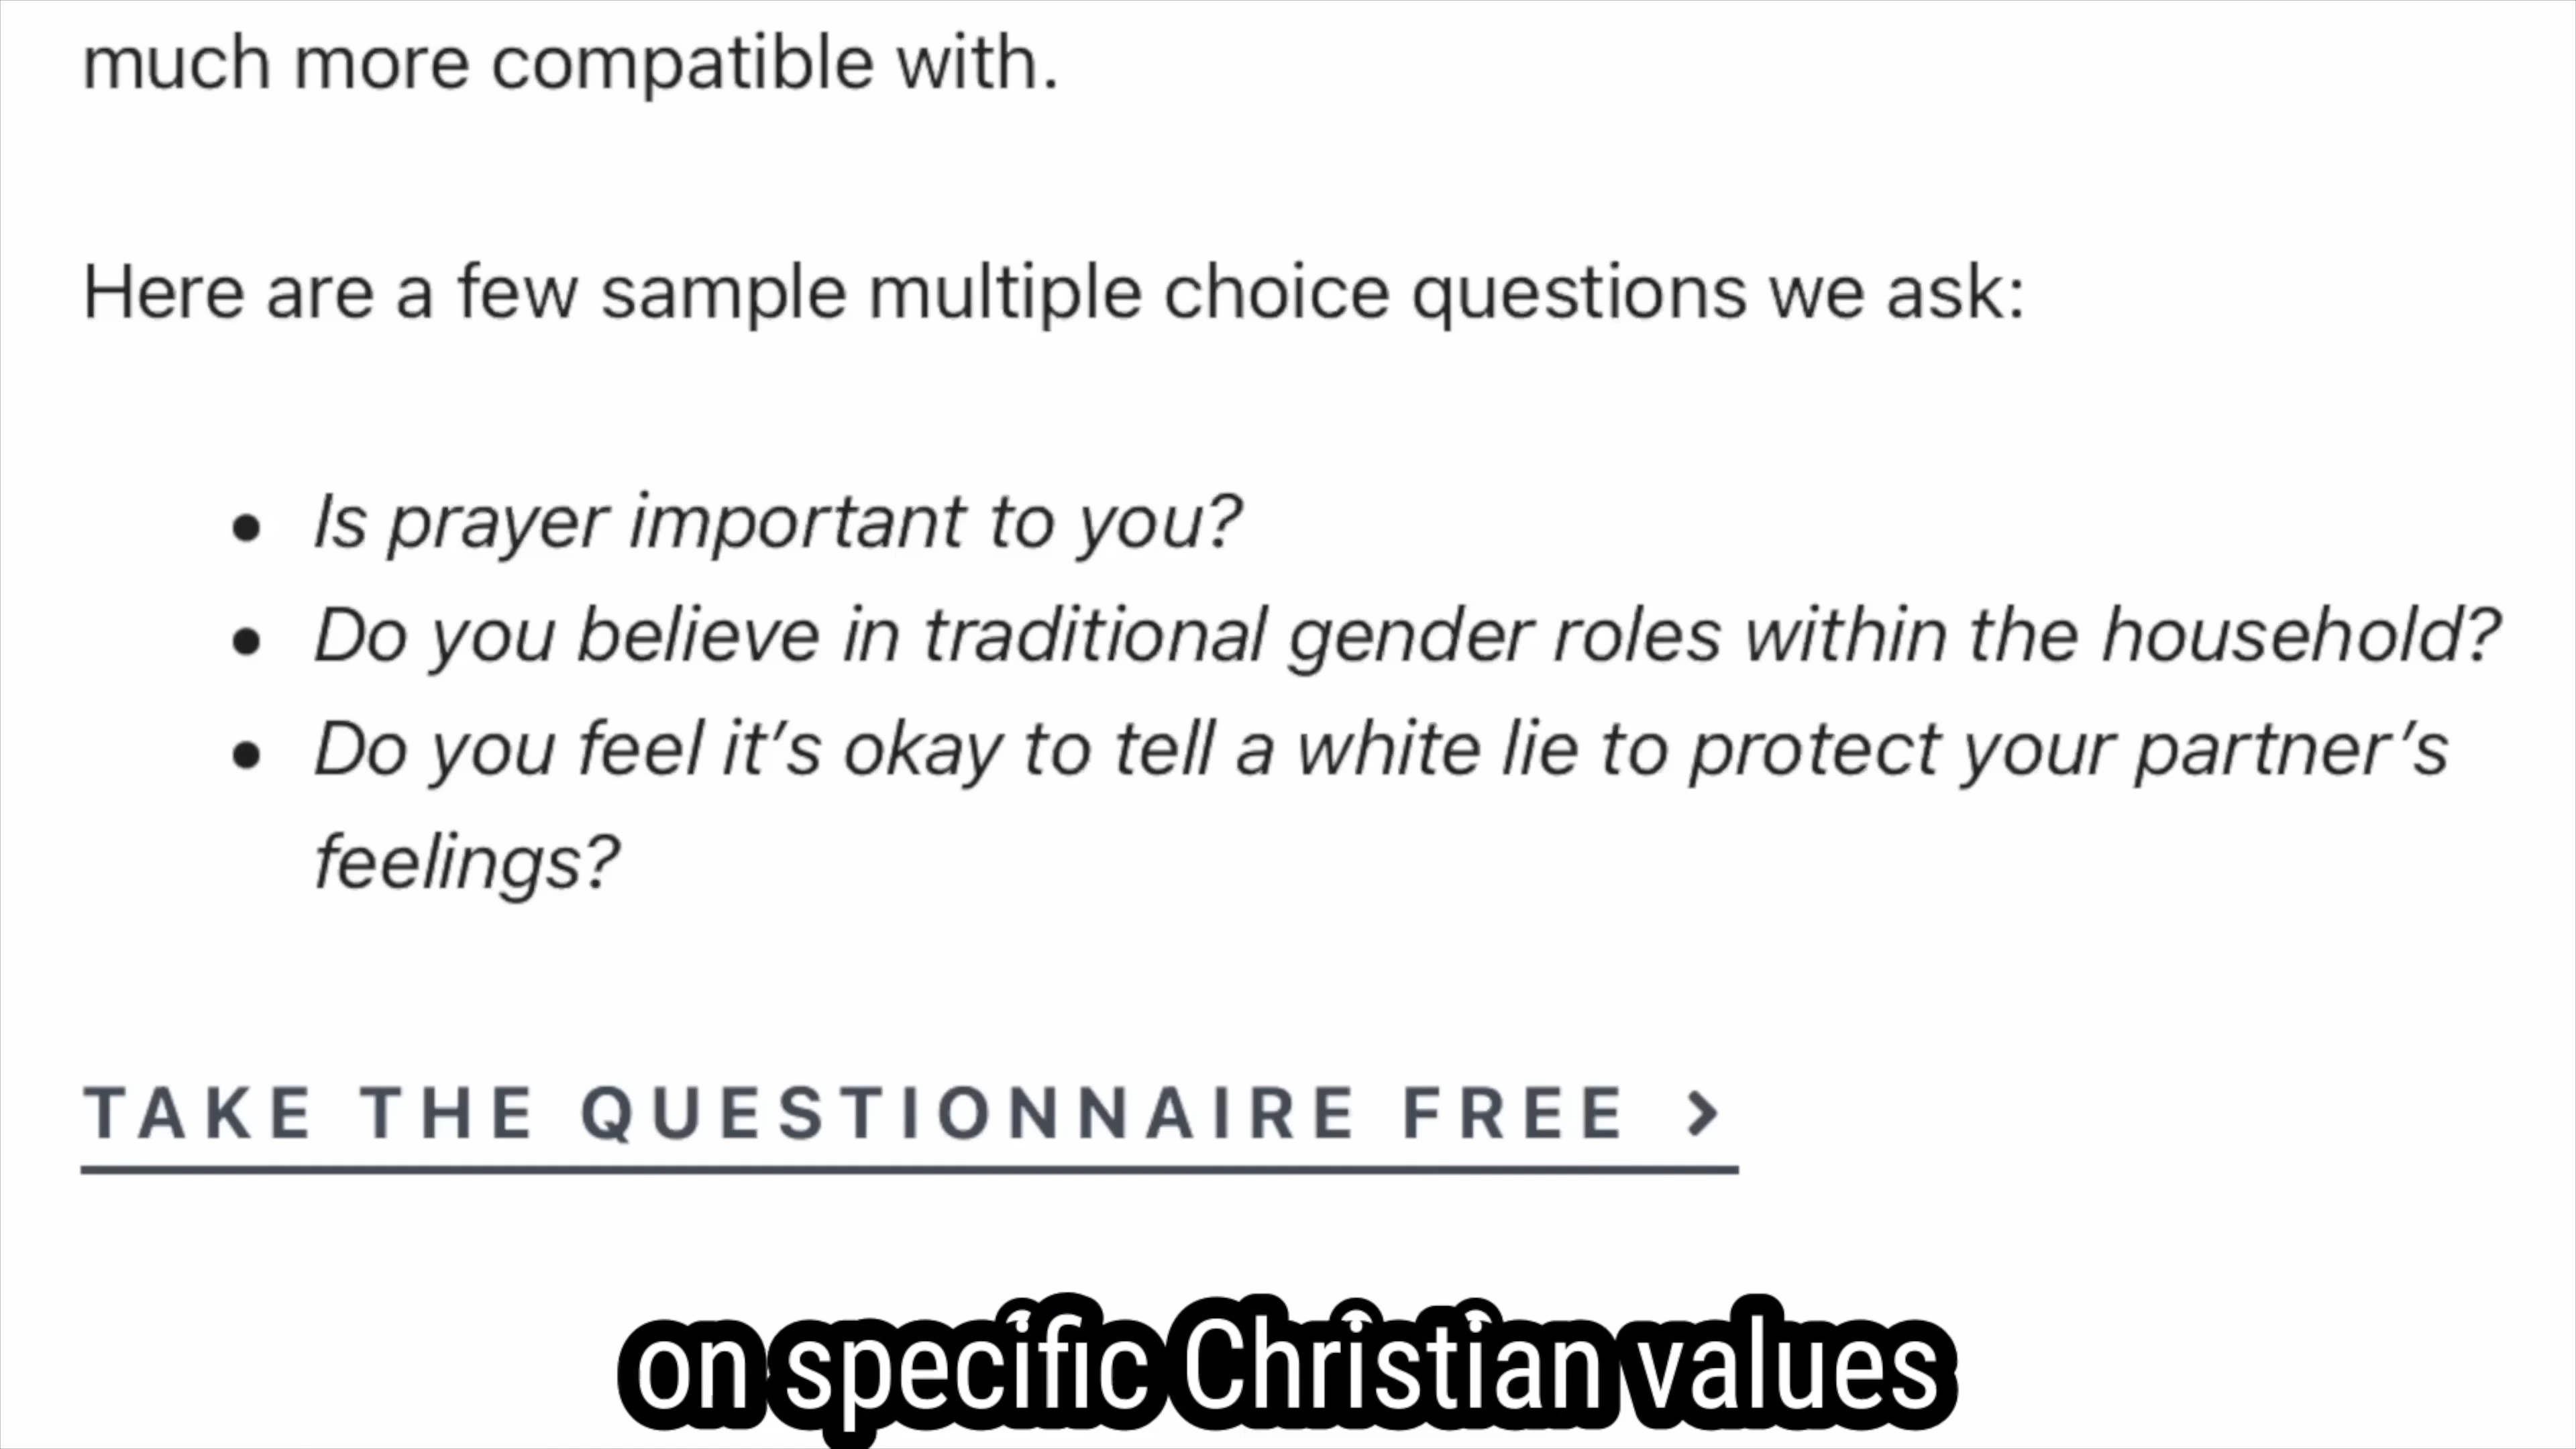 much more compatible with.
Here are a few sample multiple choice questions we ask:
• Is prayer important to you?
• Do you believe in traditional gender roles within the household?
• Do you feel it’s okay to tell a white lie to protect your partner’s
feelings?
TAKE THE QUESTIONNAIRE FREE >
on specific Christian values